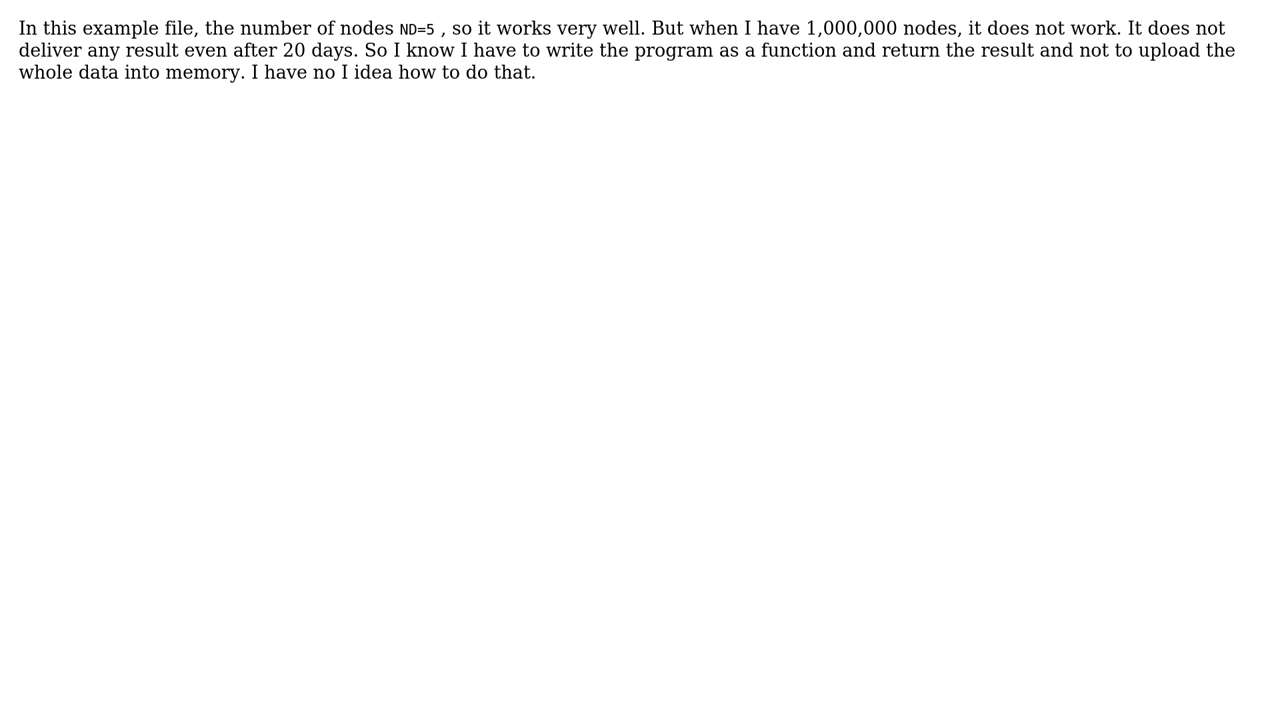 In this example file, the number of nodes ND=5 , so it works very well. But when I have 1,000,000 nodes, it does not work. It does not
deliver any result even after 20 days. So I know I have to write the program as a function and return the result and not to upload the
whole data into memory. I have no I idea how to do that.